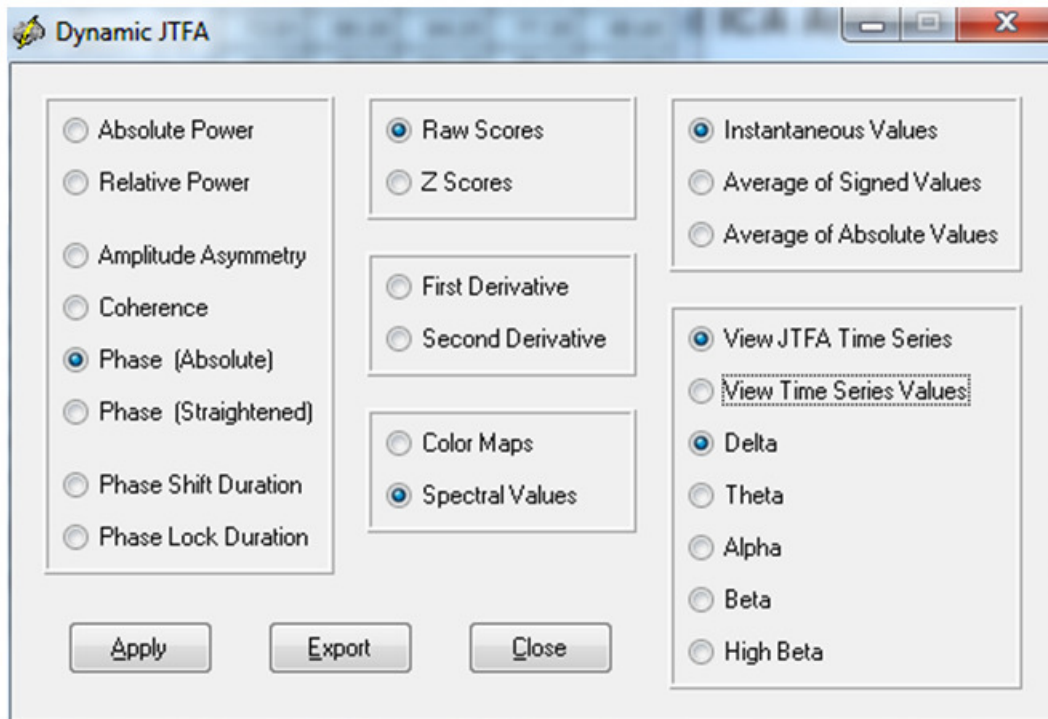 Dynamic JTFA
Absolute Power
Relative Power
Amplitude Asymmetry
Coherence
Phase (Absolute)
Phase (Straightened)
Phase Shift Duration
Phase Lock Duration
Raw Scores
Z Scores
First Derivative
Second Derivative
Color Maps
Spectral Values
Instantaneous Values
Average of Signed Values
Average of Absolute Values
View JTFA Time Series
View Time Series Values
Delta
Theta
Alpha
Beta
High Beta
Apply
Export
Close